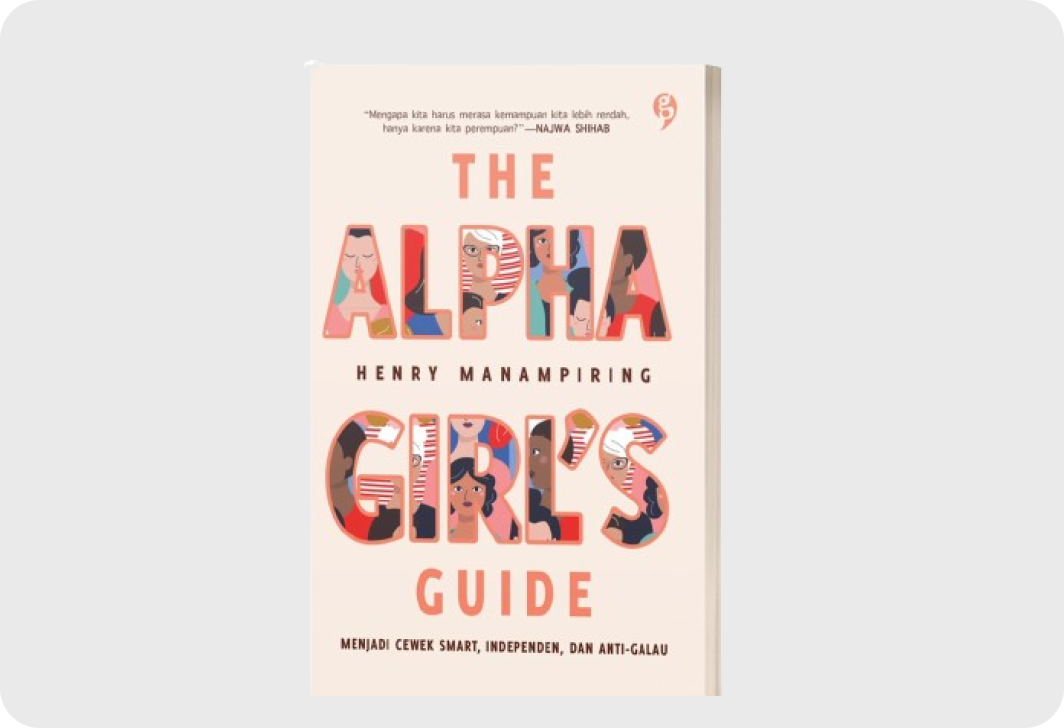 “Mengapa kita harus merasa kemampuan kita lebih rendah,
hanya karena kita perempuan?”—NAJWA SHIHAB
THE
ALPHA
HENRY MANAMPIRING
GIRL’S
GUIDE
MENJADI CEWEK SMART, INDEPENDEN, DAN ANTI-GALAU